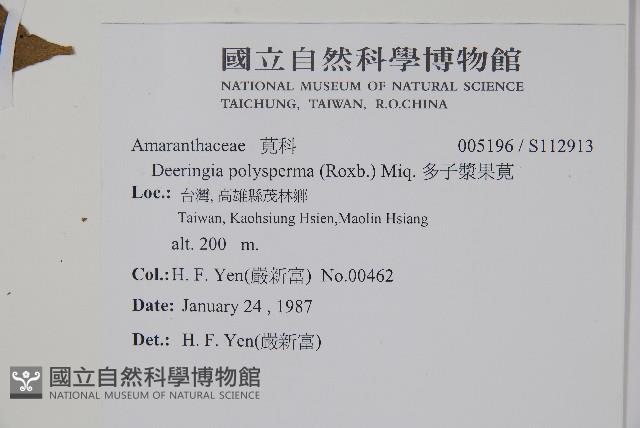 國立自然科學博物館
NATIONAL MUSEUM OF NATURAL SCIENCE
TAICHUNG, TAIWAN, R.O.CHINA
Amaranthaceae 莧科 005196 / S112913
Deeringia polysperma (Roxb.) Miq. 多子漿果莧
Loc.: 台灣, 高雄縣茂林鄉
Taiwan, Kaohsiung Hsien,Maolin Hsiang
alt. 200 m.
Col.: H. F. Yen(嚴新富) No.00462
Date: January 24 , 1987
Det.: H. F. Yen(嚴新富)
國立自然科學博物館
NATIONAL MUSEUM OF NATURAL SCIENCE